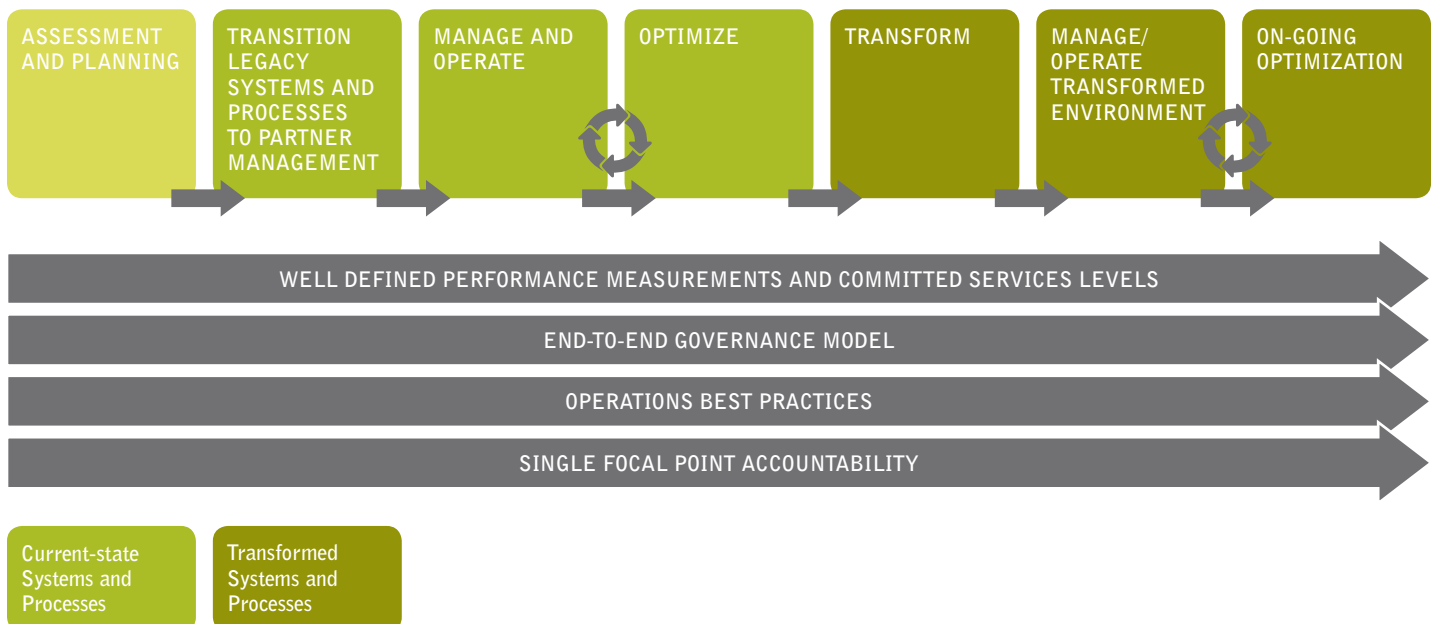 ASSESSMENT
AND PLANNING
TRANSITION
LEGACY
SYSTEMS AND
PROCESSES
TO PARTNER
MANAGEMENT
MANAGE AND
OPERATE
OPTIMIZE
TRANSFORM
MANAGE/
OPERATE
TRANSFORMED
ENVIRONMENT
ON-GOING
OPTIMIZATION
WELL DEFINED PERFORMANCE MEASUREMENTS AND COMMITTED SERVICES LEVELS
END-TO-END GOVERNANCE MODEL
OPERATIONS BEST PRACTICES
SINGLE FOCAL POINT ACCOUNTABILITY
Current-state
Systems and
Processes
Transformed
Systems and
Processes